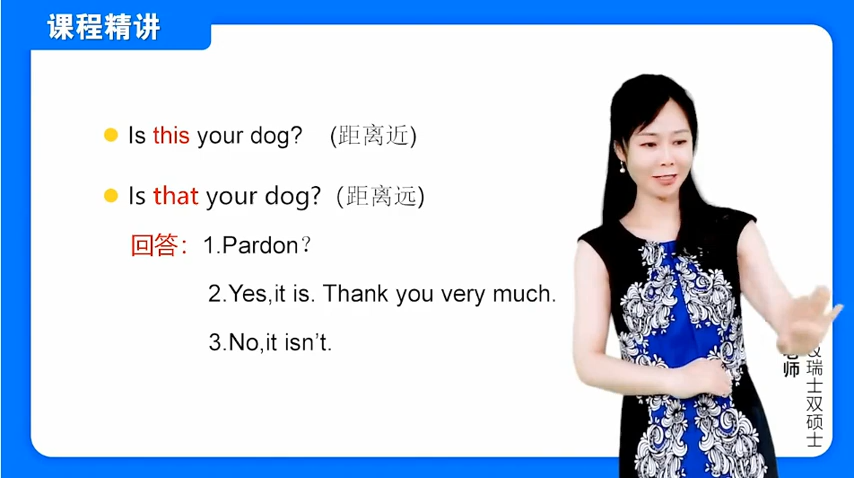 课程精讲
Is this your dog? (距离近)
Is that your dog? (距离远)
回答：1.Pardon？
2.Yes,it is. Thank you very much.
3.No,it isn't.
瑞士双硕士
师